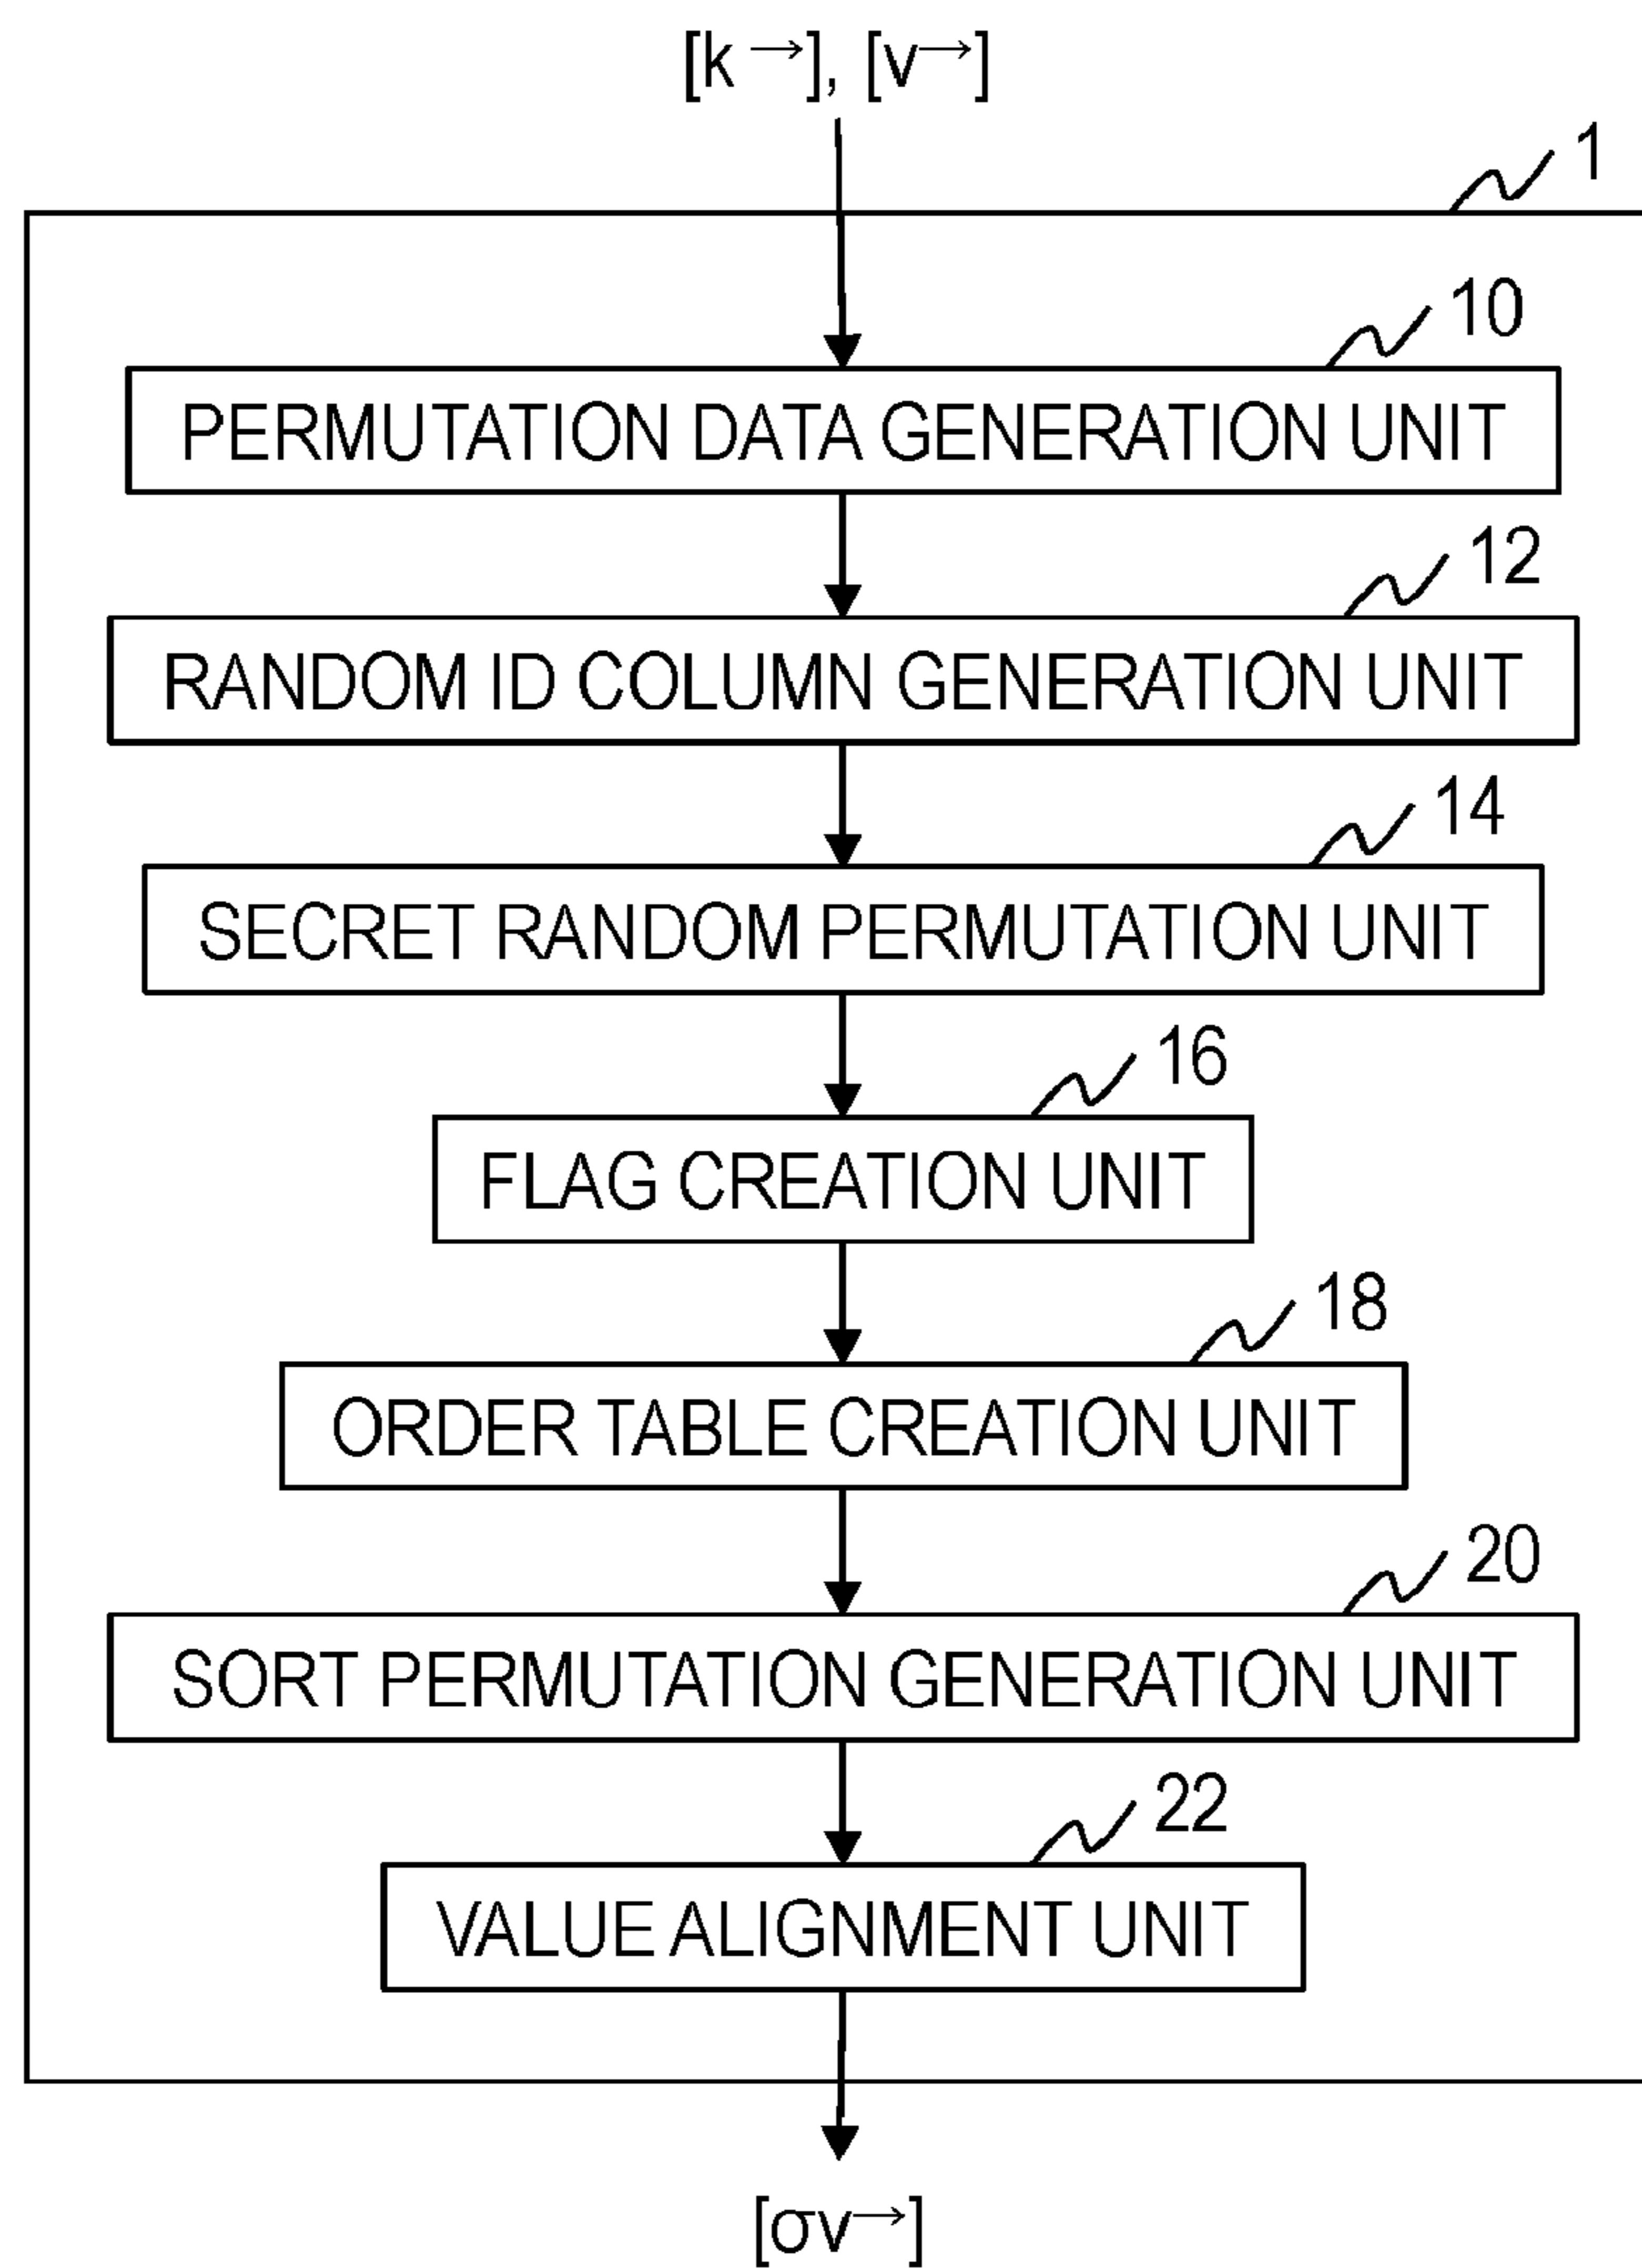 [k→], [v→]
1
10
PERMUTATION DATA GENERATION UNIT
12
RANDOM ID COLUMN GENERATION UNIT
14
SECRET RANDOM PERMUTATION UNIT
16
FLAG CREATION UNIT
18
ORDER TABLE CREATION UNIT
20
SORT PERMUTATION GENERATION UNIT
22
VALUE ALIGNMENT UNIT
[σv→]